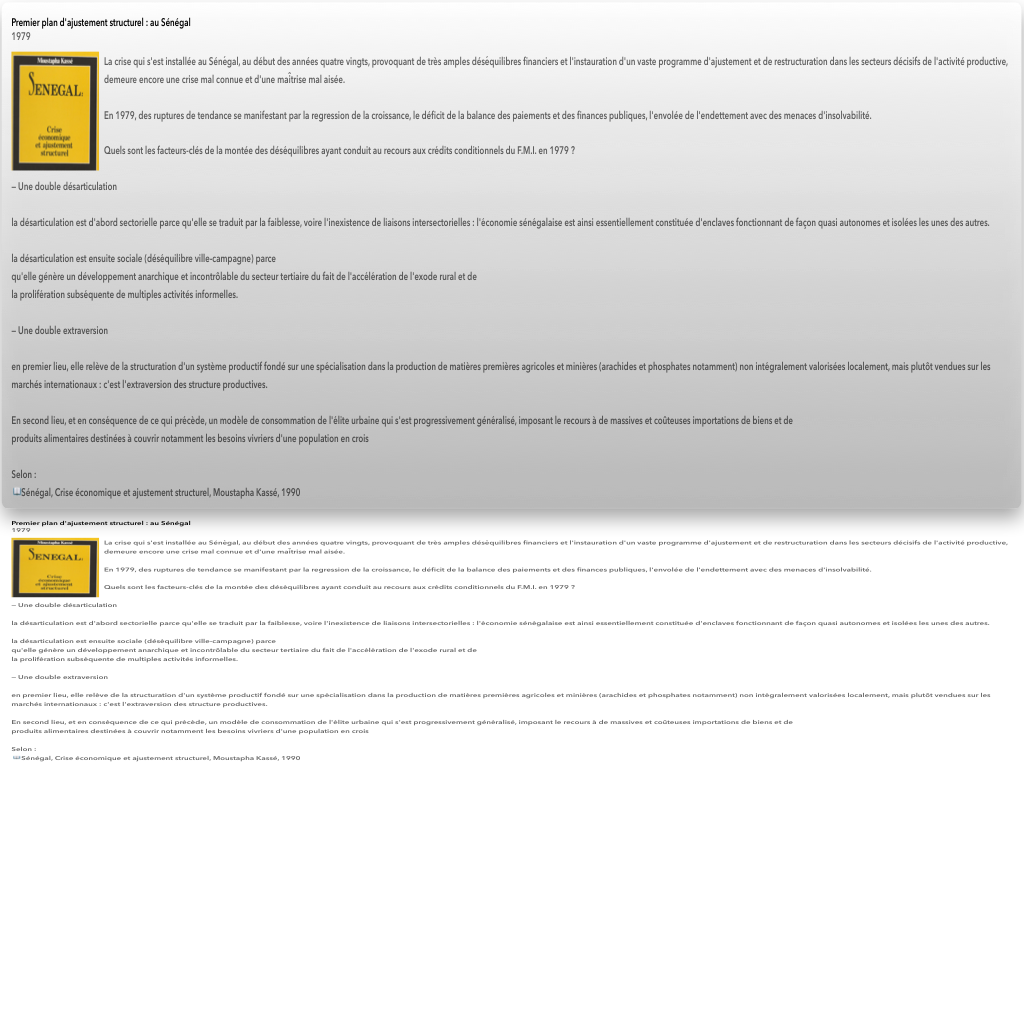 Premier plan d'ajustement structurel : au Sénégal
1979
Moustapha Kassé
SENEGAL
Crise
économique
et ajustement
structurel
La crise qui s'est installée au Sénégal, au début des années quatre vingts, provoquant de très amples déséquilibres financiers et l'instauration d'un vaste programme d'ajustement et de restructuration dans les secteurs décisifs de l'activité productive,
demeure encore une crise mal connue et d'une maîtrise mal aisée.
En 1979, des ruptures de tendance se manifestant par la regression de la croissance, le déficit de la balance des paiements et des finances publiques, l'envolée de l'endettement avec des menaces d'insolvabilité.
Quels sont les facteurs-clés de la montée des déséquilibres ayant conduit au recours aux crédits conditionnels du F.M.I. en 1979 ?
– Une double désarticulation
la désarticulation est d'abord sectorielle parce qu'elle se traduit par la faiblesse, voire l'inexistence de liaisons intersectorielles : l'économie sénégalaise est ainsi essentiellement constituée d'enclaves fonctionnant de façon quasi autonomes et isolées les unes des autres.
la désarticulation est ensuite sociale (déséquilibre ville-campagne) parce
qu'elle génère un développement anarchique et incontrôlable du secteur tertiaire du fait de l'accélération de l'exode rural et de
la prolifération subséquente de multiples activités informelles.
– Une double extraversion
en premier lieu, elle relève de la structuration d'un système productif fondé sur une spécialisation dans la production de matières premières agricoles et minières (arachides et phosphates notamment) non intégralement valorisées localement, mais plutôt vendues sur les
marchés internationaux : c'est l'extraversion des structure productives.
En second lieu, et en conséquence de ce qui précède, un modèle de consommation de l'élite urbaine qui s'est progressivement généralisé, imposant le recours à de massives et coûteuses importations de biens et de
produits alimentaires destinées à couvrir notamment les besoins vivriers d'une population en crois
Selon :
Sénégal, Crise économique et ajustement structurel, Moustapha Kassé, 1990
Premier plan d'ajustement structurel : au Sénégal
1979
Moustapha Kassé
SENEGAL
Crise
économique
et ajustement
structurel
La crise qui s'est installée au Sénégal, au début des années quatre vingts, provoquant de très amples déséquilibres financiers et l'instauration d'un vaste programme d'ajustement et de restructuration dans les secteurs décisifs de l'activité productive,
demeure encore une crise mal connue et d'une maîtrise mal aisée.
En 1979, des ruptures de tendance se manifestant par la regression de la croissance, le déficit de la balance des paiements et des finances publiques, l'envolée de l'endettement avec des menaces d'insolvabilité.
Quels sont les facteurs-clés de la montée des déséquilibres ayant conduit au recours aux crédits conditionnels du F.M.I. en 1979 ?
– Une double désarticulation
la désarticulation est d'abord sectorielle parce qu'elle se traduit par la faiblesse, voire l'inexistence de liaisons intersectorielles : l'économie sénégalaise est ainsi essentiellement constituée d'enclaves fonctionnant de façon quasi autonomes et isolées les unes des autres.
la désarticulation est ensuite sociale (déséquilibre ville-campagne) parce
qu'elle génère un développement anarchique et incontrôlable du secteur tertiaire du fait de l'accélération de l'exode rural et de
la prolifération subséquente de multiples activités informelles.
– Une double extraversion
en premier lieu, elle relève de la structuration d'un système productif fondé sur une spécialisation dans la production de matières premières agricoles et minières (arachides et phosphates notamment) non intégralement valorisées localement, mais plutôt vendues sur les
marchés internationaux : c'est l'extraversion des structure productives.
En second lieu, et en conséquence de ce qui précède, un modèle de consommation de l'élite urbaine qui s'est progressivement généralisé, imposant le recours à de massives et coûteuses importations de biens et de
produits alimentaires destinées à couvrir notamment les besoins vivriers d'une population en crois
Selon :
Sénégal, Crise économique et ajustement structurel, Moustapha Kassé, 1990